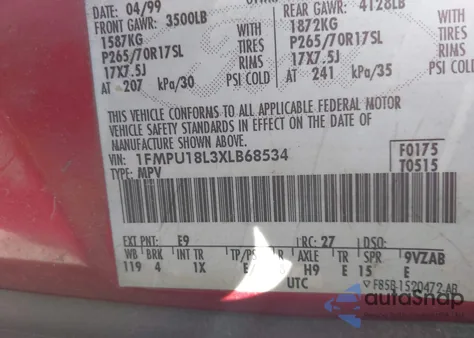 DATE: 04/99
FRONT GAWR: 3500LB REAR GAWR: 4128LB
1587KG WITH 1872KG WITH
P265/70R17SL TIRES P265/70R17SL TIRES
17X7.5J RIMS 17X7.5J RIMS
AT 207 kPa/30 PSI COLD AT 241 kPa/35 PSI COLD
THIS VEHICLE CONFORMS TO ALL APPLICABLE FEDERAL MOTOR
VEHICLE SAFETY STANDARDS IN EFFECT ON THE DATE OF
MANUFACTURE SHOWN ABOVE.
VIN: 1FMPU18L3XLB68534 F0175
TYPE: MPV T0515
EXT PNT: E9 RC: 27 DSO:
WB BRK INT TR TP/PS R AXLE TR SPR 9VZAB
119 4 1X E H9 E 15 E
UTC ▽F85B-1520472-AB
autoSnap